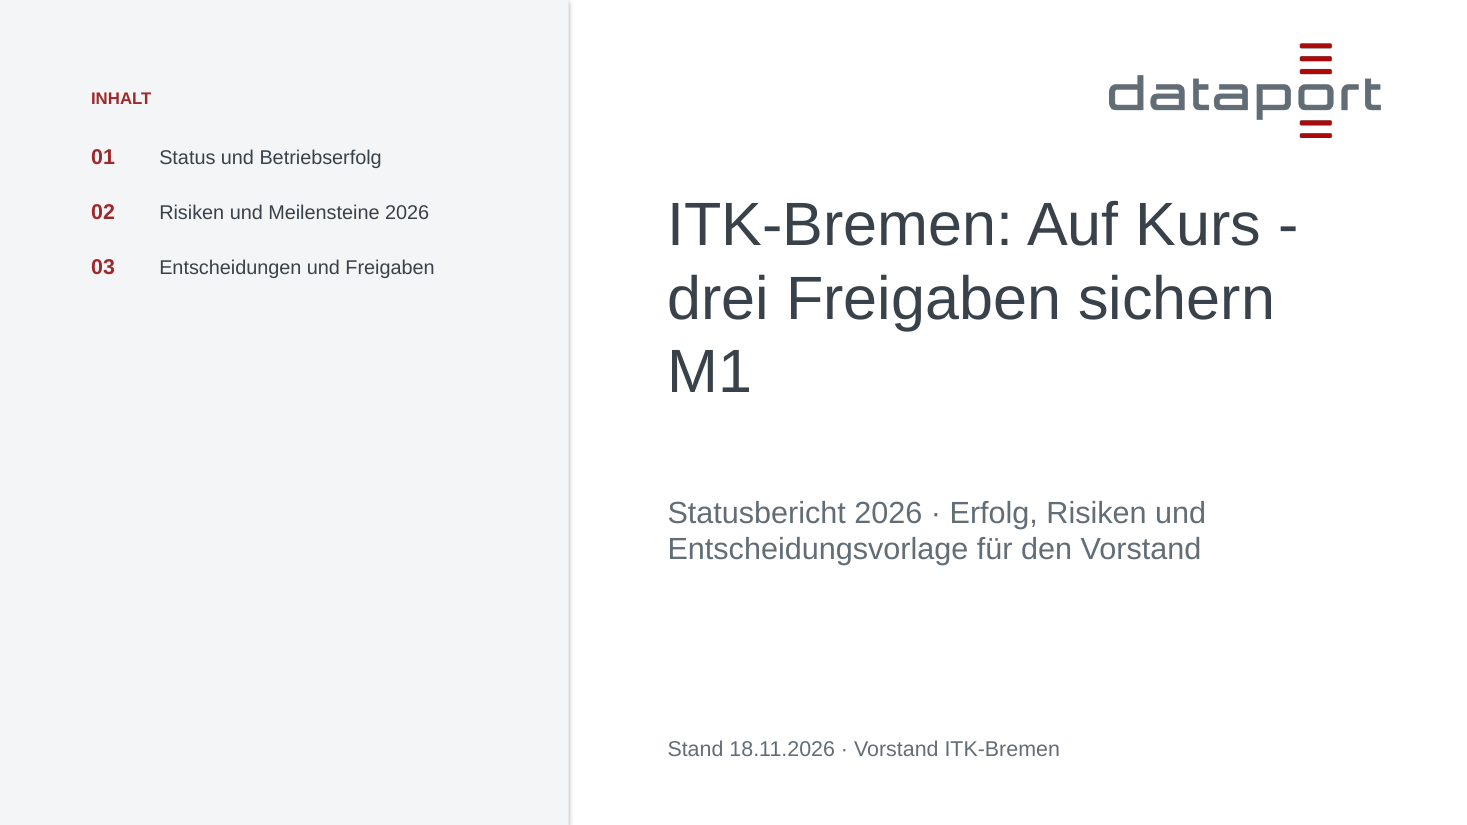 INHALT
01 Status und Betriebserfolg
02 Risiken und Meilensteine 2026
03 Entscheidungen und Freigaben
dataport
ITK-Bremen: Auf Kurs -
drei Freigaben sichern
M1
Statusbericht 2026 · Erfolg, Risiken und
Entscheidungsvorlage für den Vorstand
Stand 18.11.2026 · Vorstand ITK-Bremen